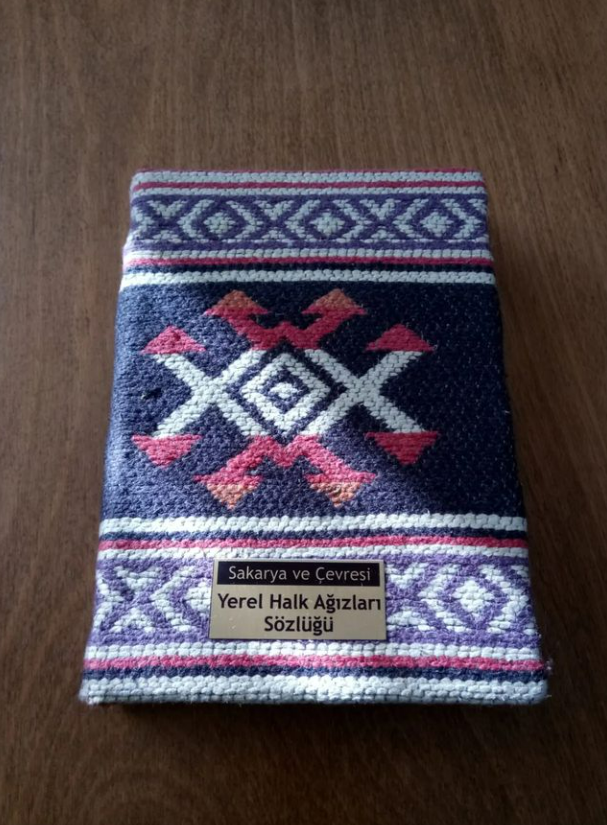 Sakarya ve Çevresi
Yerel Halk Ağızları
Sözlüğü